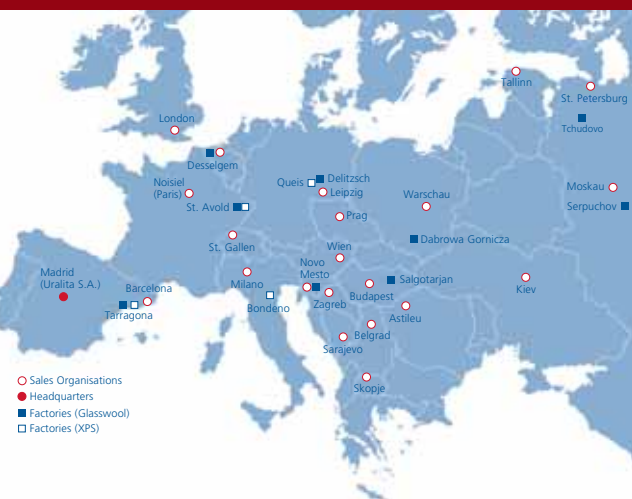 Tallinn
St. Petersburg
Tchudovo
London
Desselgem
Noisiel
(Paris)
Queis
Delitzsch
Leipzig
Moskau
Serpuchov
St. Avold
Warschau
Prag
Dabrowa Gornicza
St. Gallen
Wien
Novo
Mesto
Madrid
(Uralita S.A.)
Barcelona
Milano
Salgotarjan
Kiev
Budapest
Zagreb
Bondeno
Tarragona
Astileu
Belgrad
Sarajevo
Skopje
Sales Organisations
Headquarters
Factories (Glasswool)
Factories (XPS)